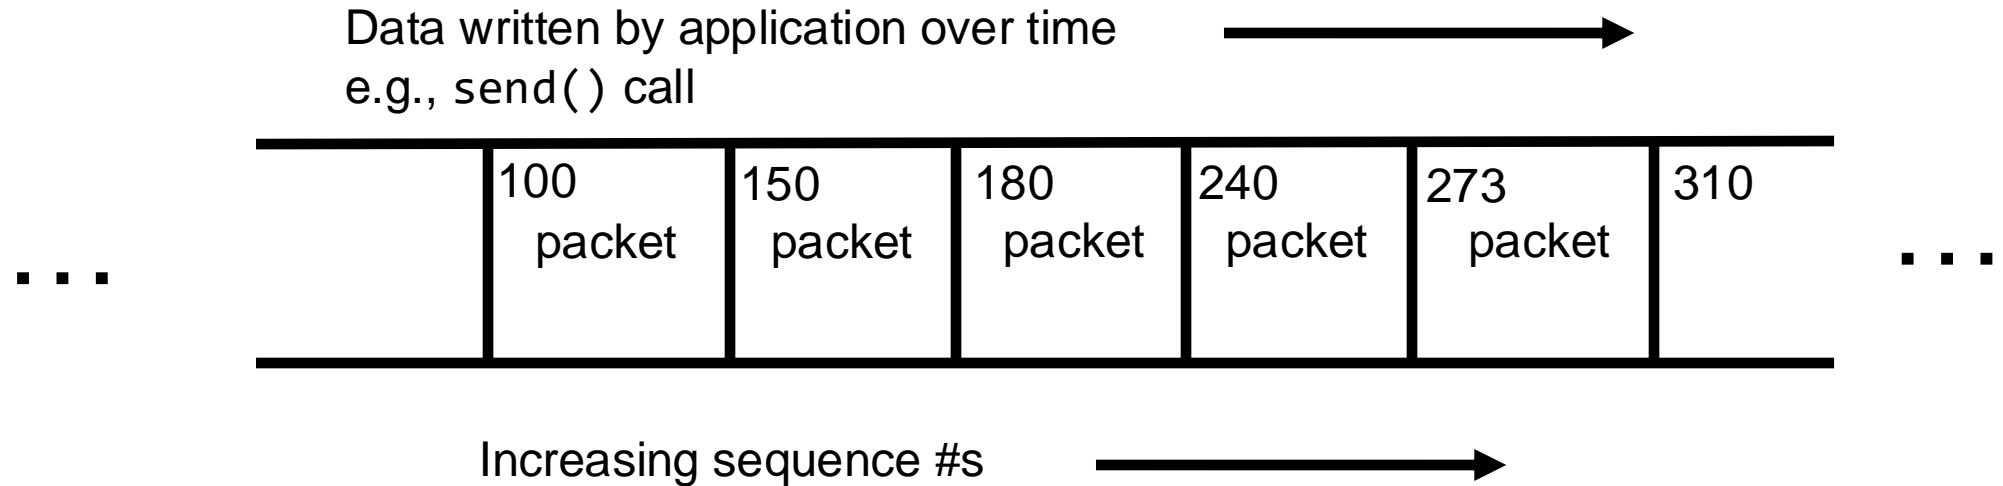 Data written by application over time
e.g., send() call
100 150 180 240 273 310
packet packet packet packet packet
... ...
Increasing sequence #s